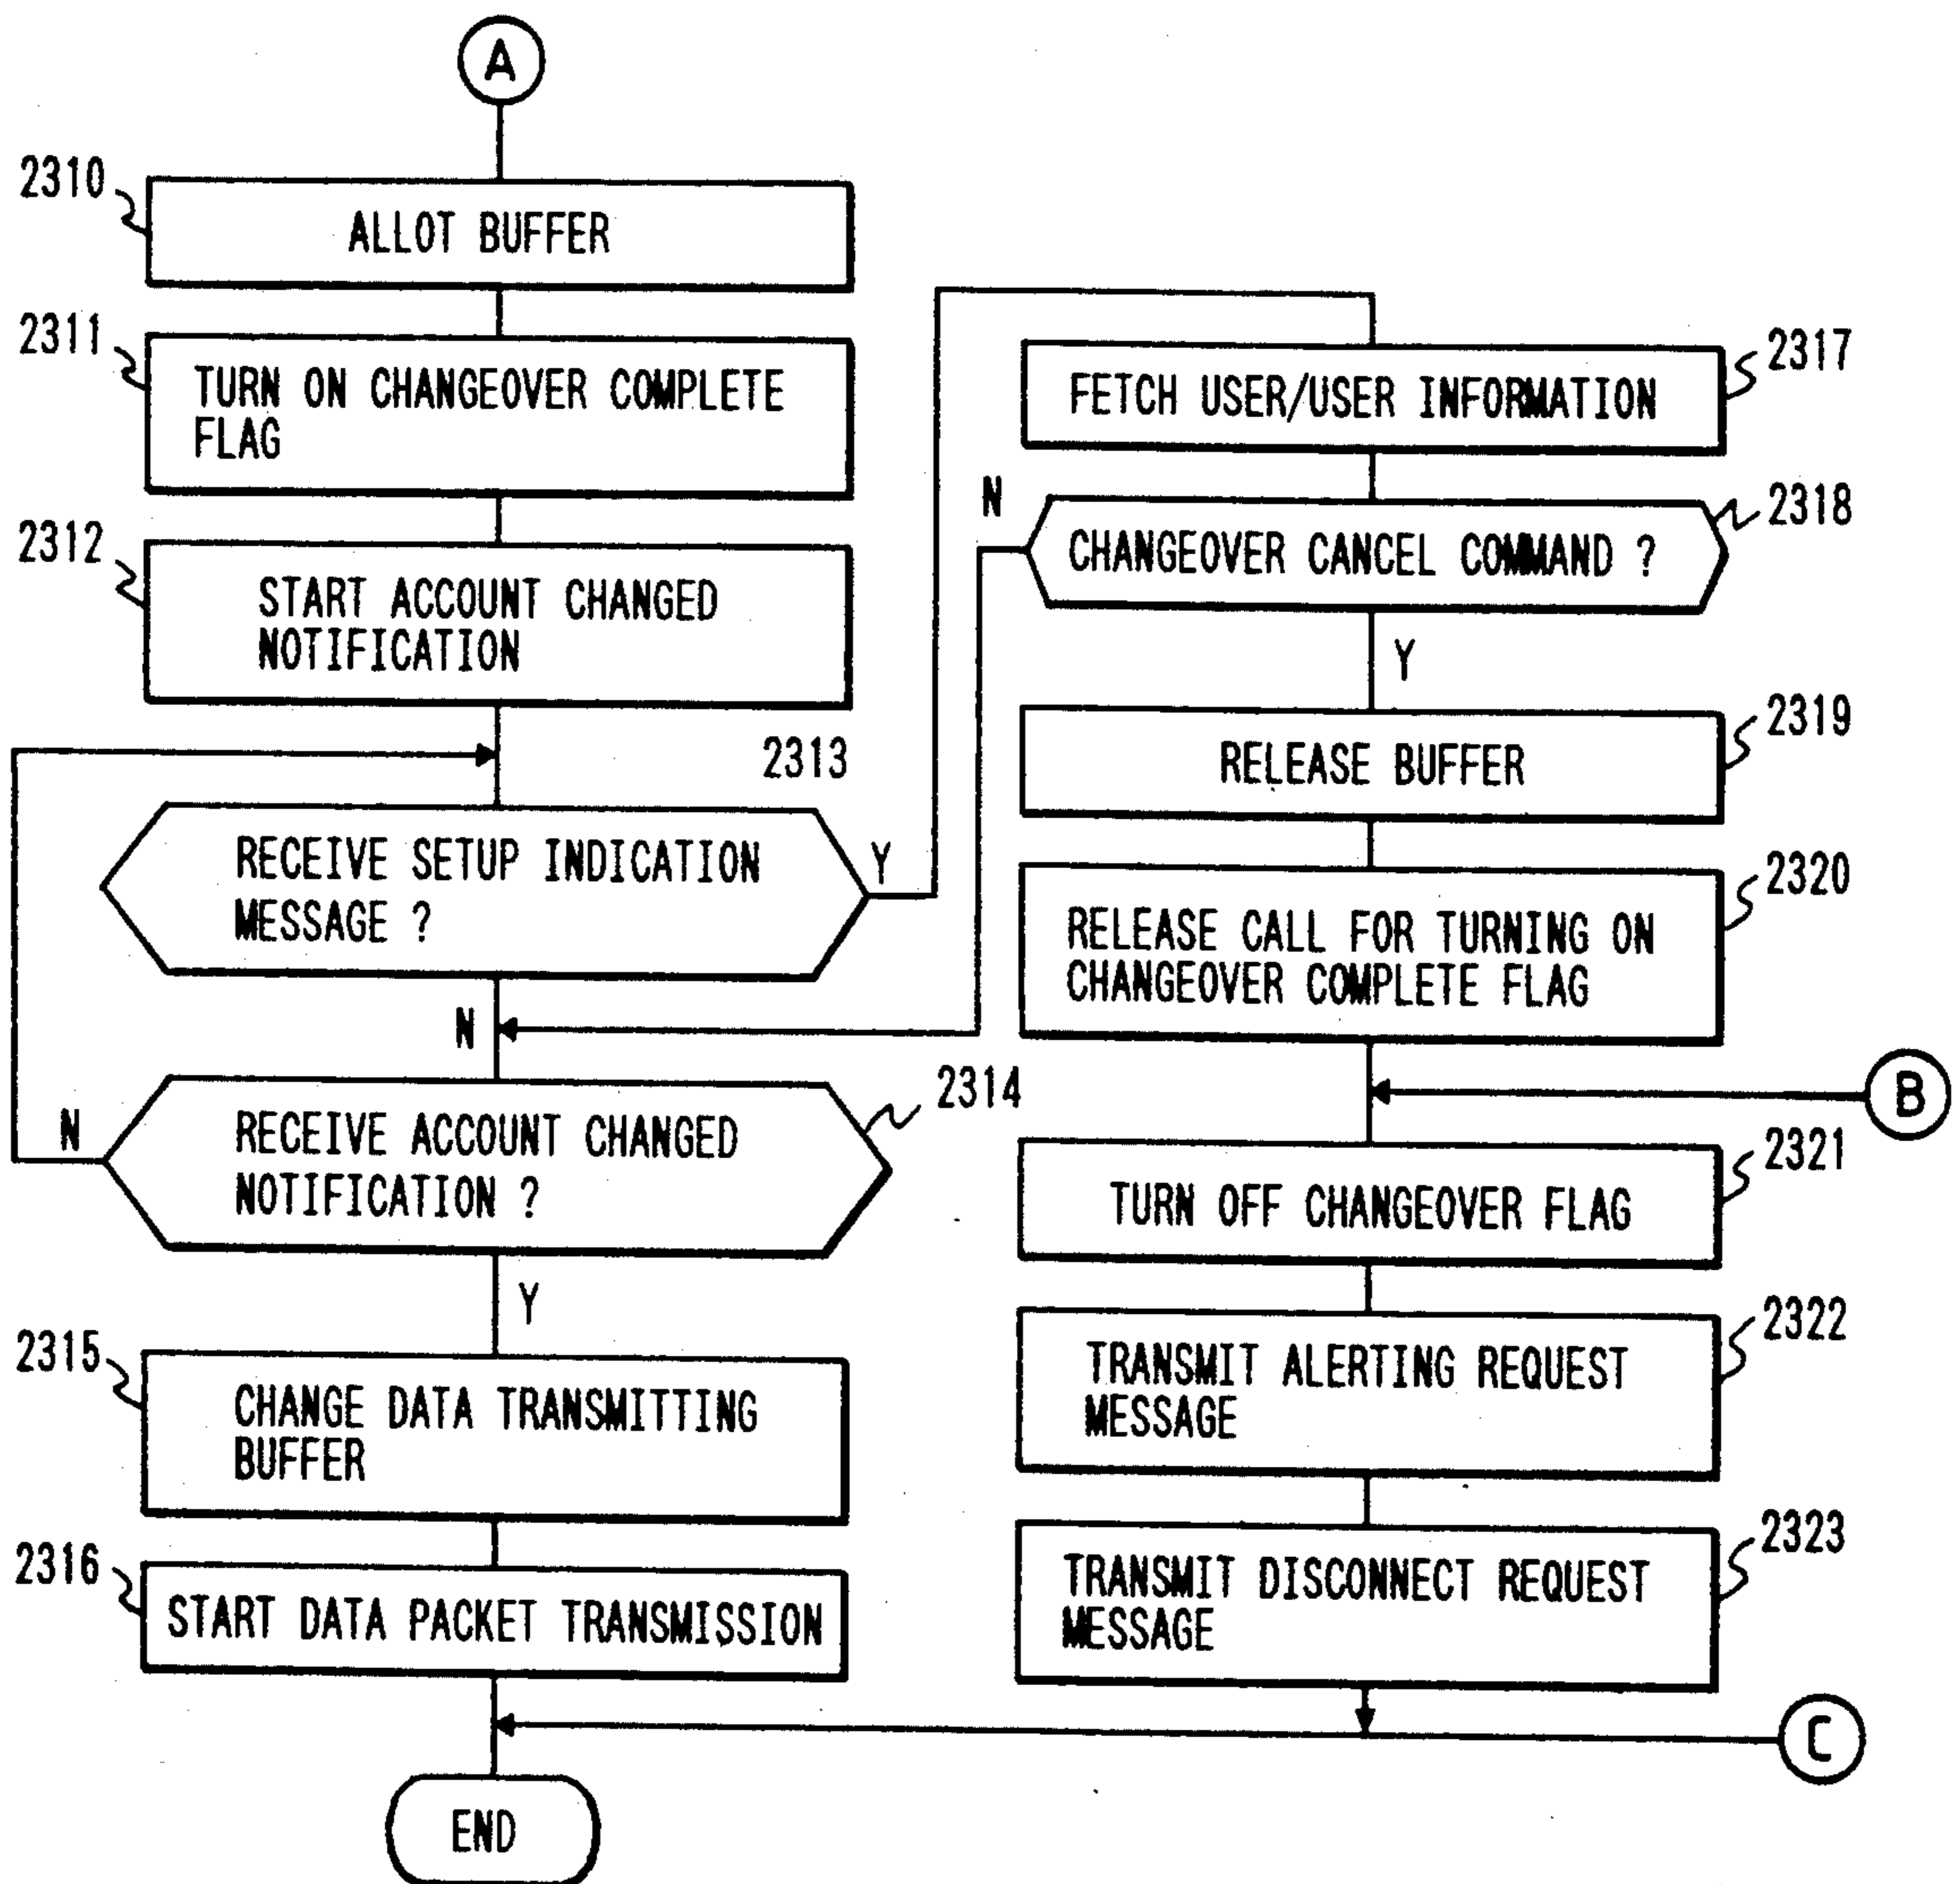 A
2310
ALLOT BUFFER
2311
TURN ON CHANGEOVER COMPLETE
FLAG
2312
START ACCOUNT CHANGED
NOTIFICATION
2313
RECEIVE SETUP INDICATION
MESSAGE ?
Y
N
2314
RECEIVE ACCOUNT CHANGED
NOTIFICATION ?
N
Y
2315
CHANGE DATA TRANSMITTING
BUFFER
2316
START DATA PACKET TRANSMISSION
END
2317
FETCH USER/USER INFORMATION
N
2318
CHANGEOVER CANCEL COMMAND ?
Y
2319
RELEASE BUFFER
2320
RELEASE CALL FOR TURNING ON
CHANGEOVER COMPLETE FLAG
B
2321
TURN OFF CHANGEOVER FLAG
2322
TRANSMIT ALERTING REQUEST
MESSAGE
2323
TRANSMIT DISCONNECT REQUEST
MESSAGE
C